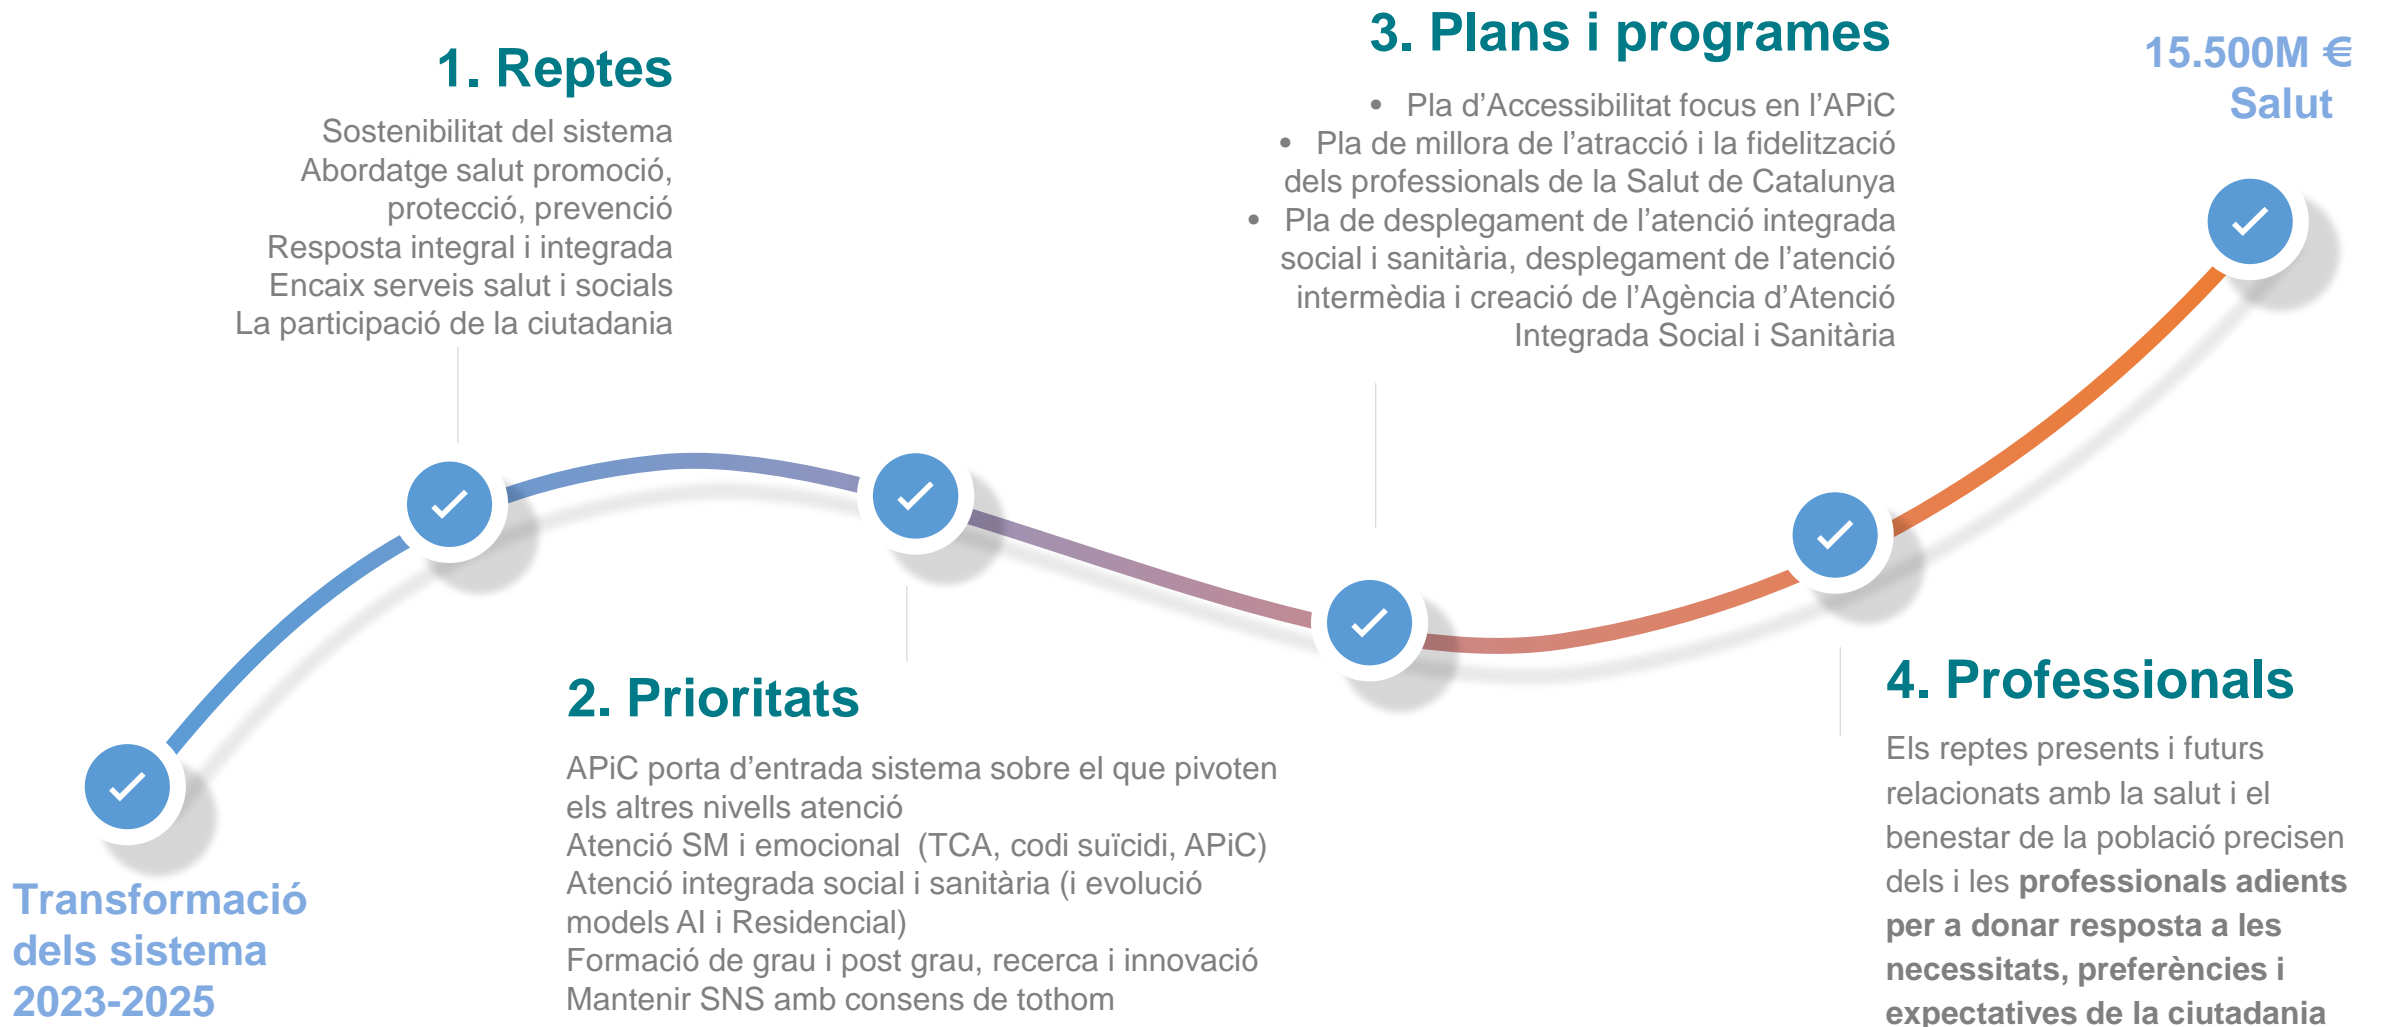 1. Reptes
Sostenibilitat del sistema
Abordatge salut promoció,
protecció, prevenció
Resposta integral i integrada
Encaix serveis salut i socials
La participació de la ciutadania
3. Plans i programes
• Pla d’Accessibilitat focus en l’APiC
• Pla de millora de l’atracció i la fidelització
dels professionals de la Salut de Catalunya
• Pla de desplegament de l’atenció integrada
social i sanitària, desplegament de l’atenció
intermèdia i creació de l’Agència d’Atenció
Integrada Social i Sanitària
15.500M €
Salut
Transformació
dels sistema
2023-2025
2. Prioritats
APiC porta d’entrada sistema sobre el que pivoten
els altres nivells atenció
Atenció SM i emocional (TCA, codi suïcidi, APiC)
Atenció integrada social i sanitària (i evolució
models AI i Residencial)
Formació de grau i post grau, recerca i innovació
Mantenir SNS amb consens de tothom
4. Professionals
Els reptes presents i futurs
relacionats amb la salut i el
benestar de la població precisen
dels i les professionals adients
per a donar resposta a les
necessitats, preferències i
expectatives de la ciutadania